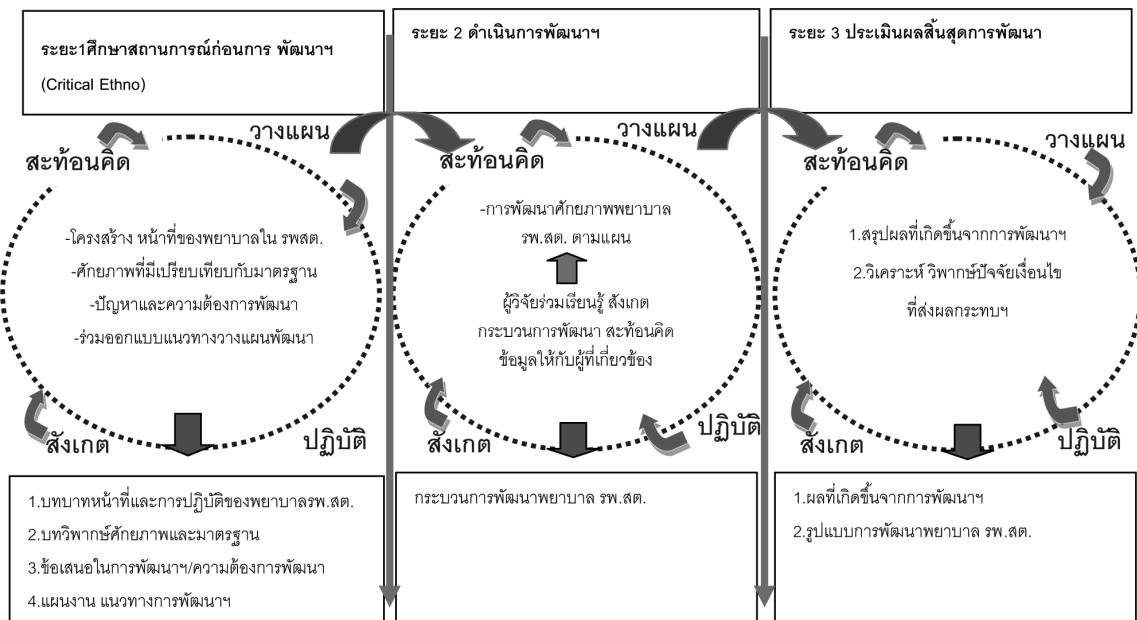 ระยะ1ศึกษาสถานการณ์ก่อนการ พัฒนาฯ
(Critical Ethno)
วางแผน
สะท้อนคิด
-โครงสร้าง หน้าที่ของพยาบาลใน รพสต.
-ศักยภาพที่มีเปรียบเทียบกับมาตรฐาน
-ปัญหาและความต้องการพัฒนา
-ร่วมออกแบบแนวทางวางแผนพัฒนา
สังเกต
ปฏิบัติ
1.บทบาทหน้าที่และการปฏิบัติของพยาบาลรพ.สต.
2.บทวิพากษ์ศักยภาพและมาตรฐาน
3.ข้อเสนอในการพัฒนาฯ/ความต้องการพัฒนา
4.แผนงาน แนวทางการพัฒนาฯ
ระยะ 2 ดำเนินการพัฒนาฯ
วางแผน
สะท้อนคิด
-การพัฒนาศักยภาพพยาบาล
รพ.สต. ตามแผน
ผู้วิจัยร่วมเรียนรู้ สังเกต
กระบวนการพัฒนา สะท้อนคิด
ข้อมูลให้กับผู้ที่เกี่ยวข้อง
สังเกต
ปฏิบัติ
กระบวนการพัฒนาพยาบาล รพ.สต.
ระยะ 3 ประเมินผลสิ้นสุดการพัฒนา
วางแผน
สะท้อนคิด
1.สรุปผลที่เกิดขึ้นจากการพัฒนาฯ
2.วิเคราะห์ วิพากษ์ปัจจัยเงื่อนไข
ที่ส่งผลกระทบฯ
สังเกต
ปฏิบัติ
1.ผลที่เกิดขึ้นจากการพัฒนาฯ
2.รูปแบบการพัฒนาพยาบาล รพ.สต.